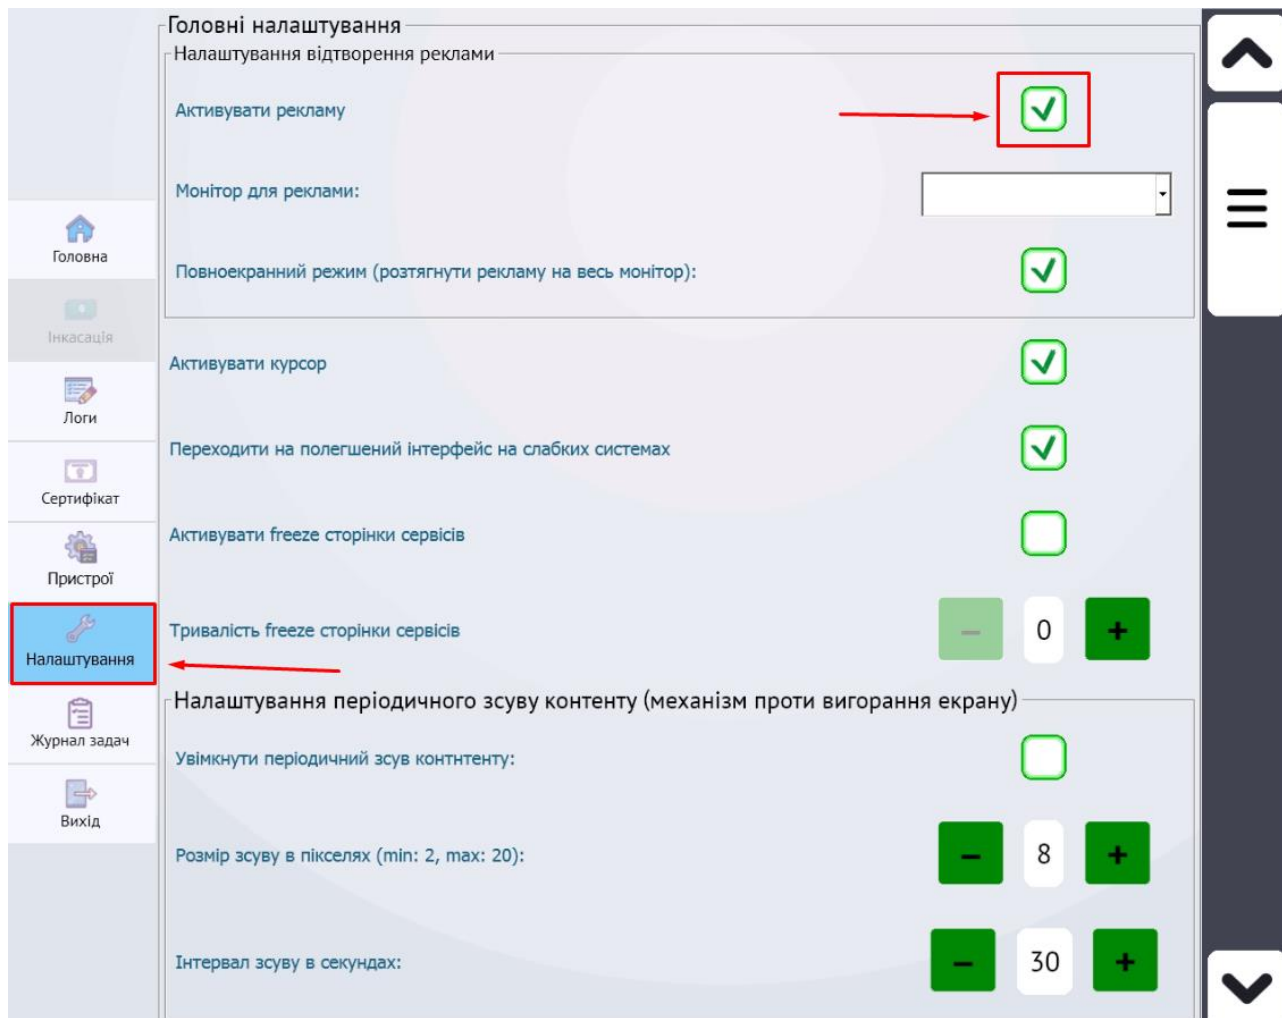 Головні налаштування
Налаштування відтворення реклами
Активувати рекламу
Монітор для реклами:
Повноекранний режим (розтягнути рекламу на весь монітор):
Активувати курсор
Переходити на полегшений інтерфейс на слабких системах
Активувати freeze сторінки сервісів
Тривалість freeze сторінки сервісів
0
Налаштування періодичного зсуву контенту (механізм проти вигорання екрану)
Увімкнути періодичний зсув контнтенту:
Розмір зсуву в пікселях (min: 2, max: 20):
8
Інтервал зсуву в секундах:
30
Головна
Інкасація
Логи
Сертифікат
Пристрої
Налаштування
Журнал задач
Вихід